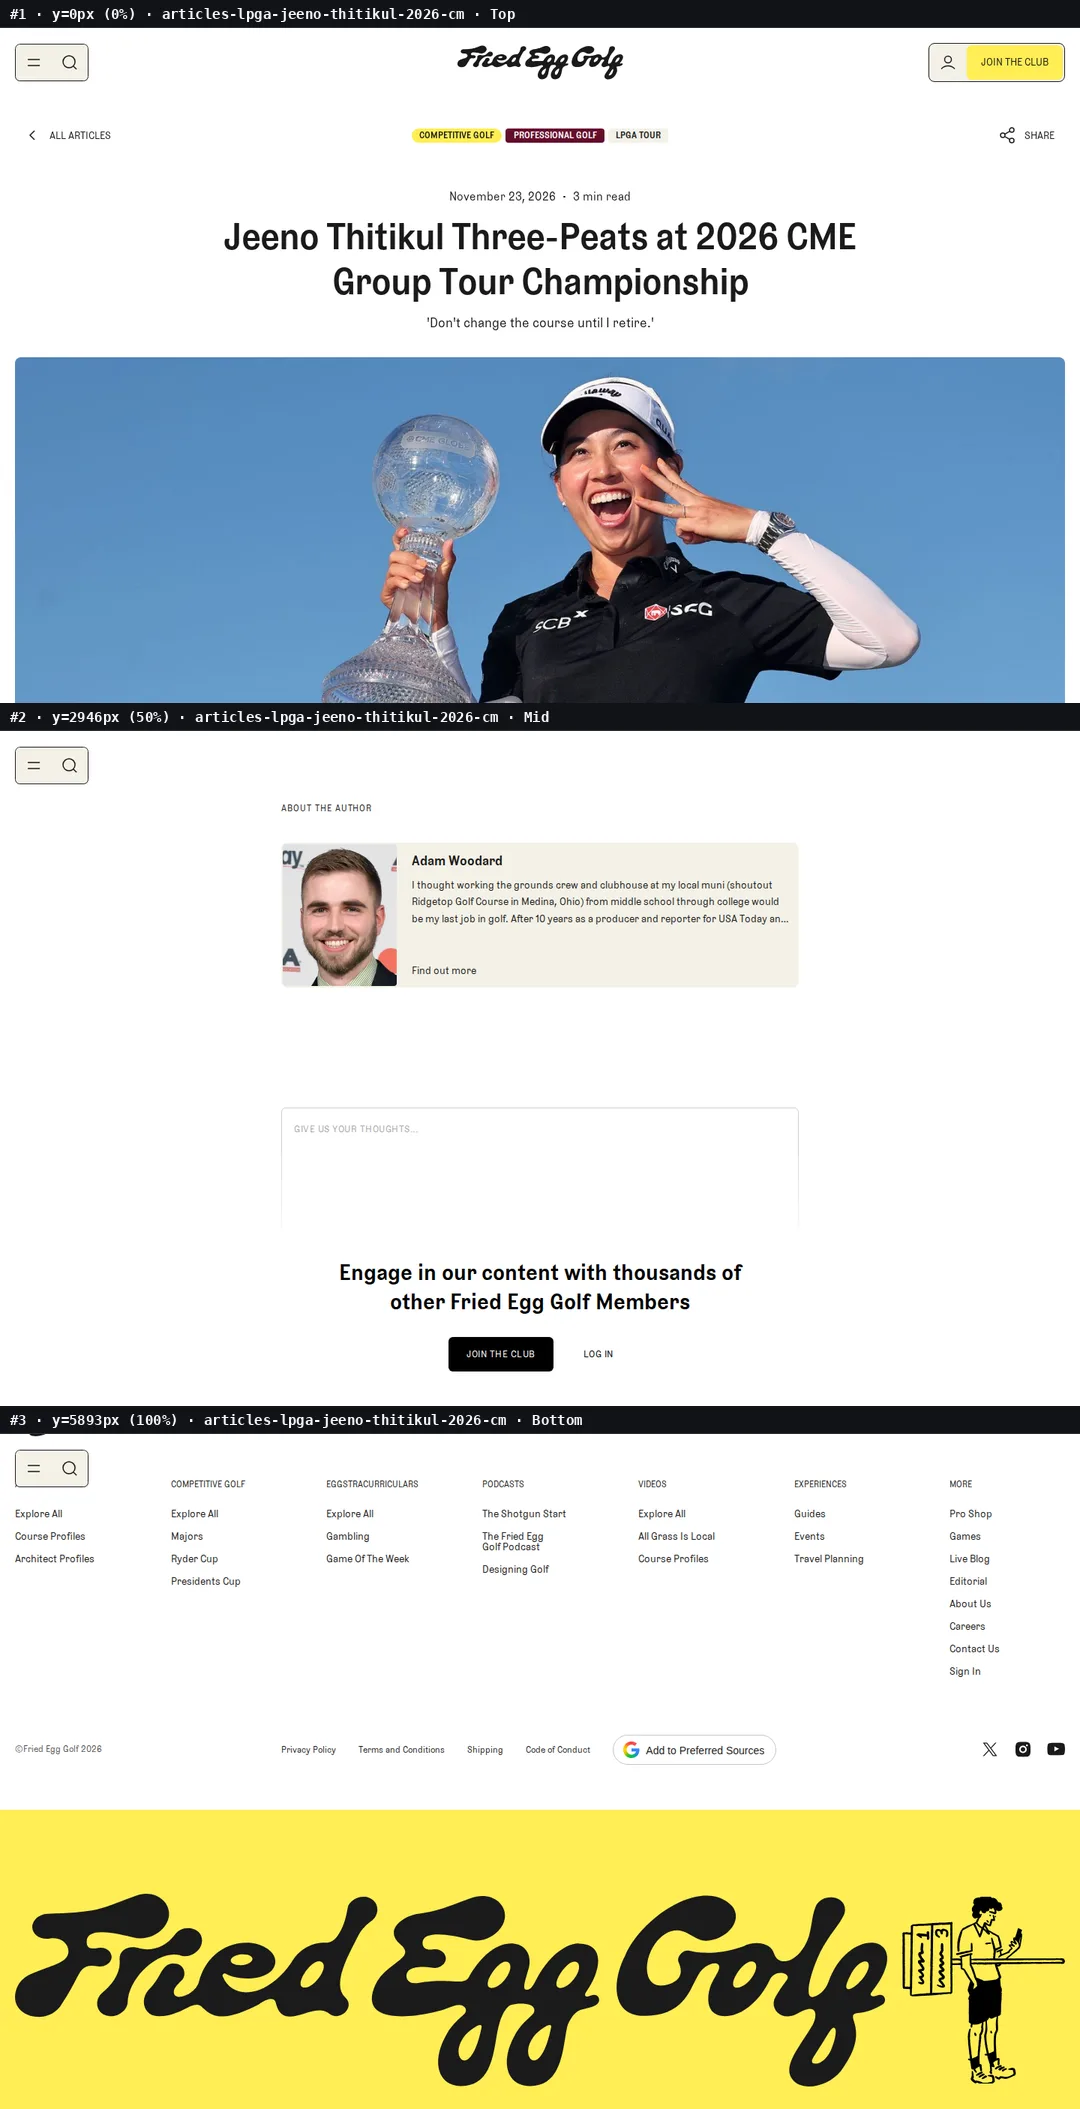 #1 · y=0px (0%) · articles-lpga-jeeno-thitikul-2026-cm · Top
Fried Egg Golf
JOIN THE CLUB
ALL ARTICLES
COMPETITIVE GOLF
PROFESSIONAL GOLF
LPGA TOUR
SHARE
November 23, 2026 · 3 min read
Jeeno Thitikul Three-Peats at 2026 CME
Group Tour Championship
'Don't change the course until I retire.'
CME GLOBE
Callaway
SCBX
SCG
#2 · y=2946px (50%) · articles-lpga-jeeno-thitikul-2026-cm · Mid
ABOUT THE AUTHOR
Adam Woodard
I thought working the grounds crew and clubhouse at my local muni (shoutout
Ridgetop Golf Course in Medina, Ohio) from middle school through college would
be my last job in golf. After 10 years as a producer and reporter for USA Today an...
Find out more
GIVE US YOUR THOUGHTS...
Engage in our content with thousands of
other Fried Egg Golf Members
JOIN THE CLUB
LOG IN
#3 · y=5893px (100%) · articles-lpga-jeeno-thitikul-2026-cm · Bottom
COMPETITIVE GOLF
EGGSTRACURRICULARS
PODCASTS
VIDEOS
EXPERIENCES
MORE
Explore All
Explore All
Explore All
The Shotgun Start
Explore All
Guides
Pro Shop
Course Profiles
Majors
Gambling
The Fried Egg
Golf Podcast
All Grass Is Local
Events
Games
Architect Profiles
Ryder Cup
Game Of The Week
Designing Golf
Course Profiles
Travel Planning
Live Blog
Presidents Cup
Editorial
About Us
Careers
Contact Us
Sign In
©Fried Egg Golf 2026
Privacy Policy
Terms and Conditions
Shipping
Code of Conduct
Add to Preferred Sources
Fried Egg Golf
1
3